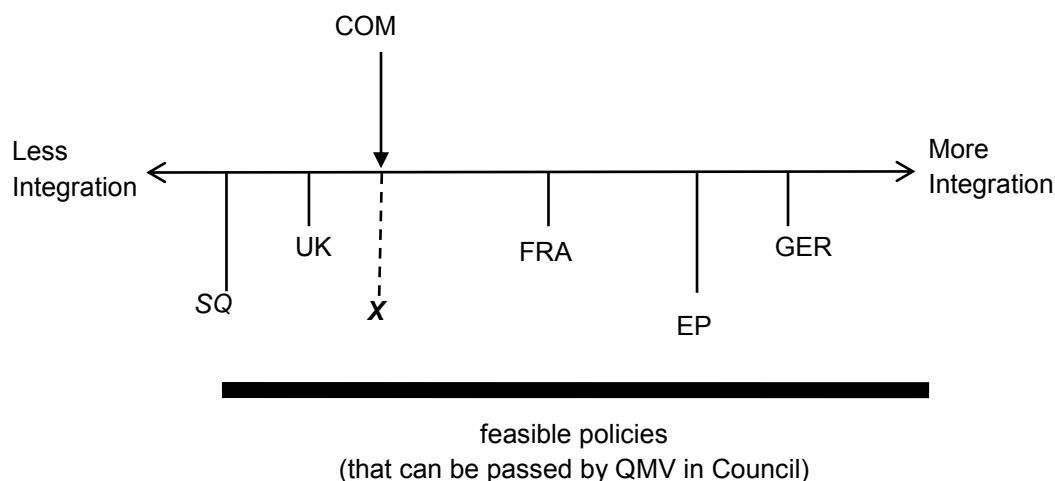 COM
Less
Integration
More
Integration
UK
FRA
GER
SQ
X
EP
feasible policies
(that can be passed by QMV in Council)